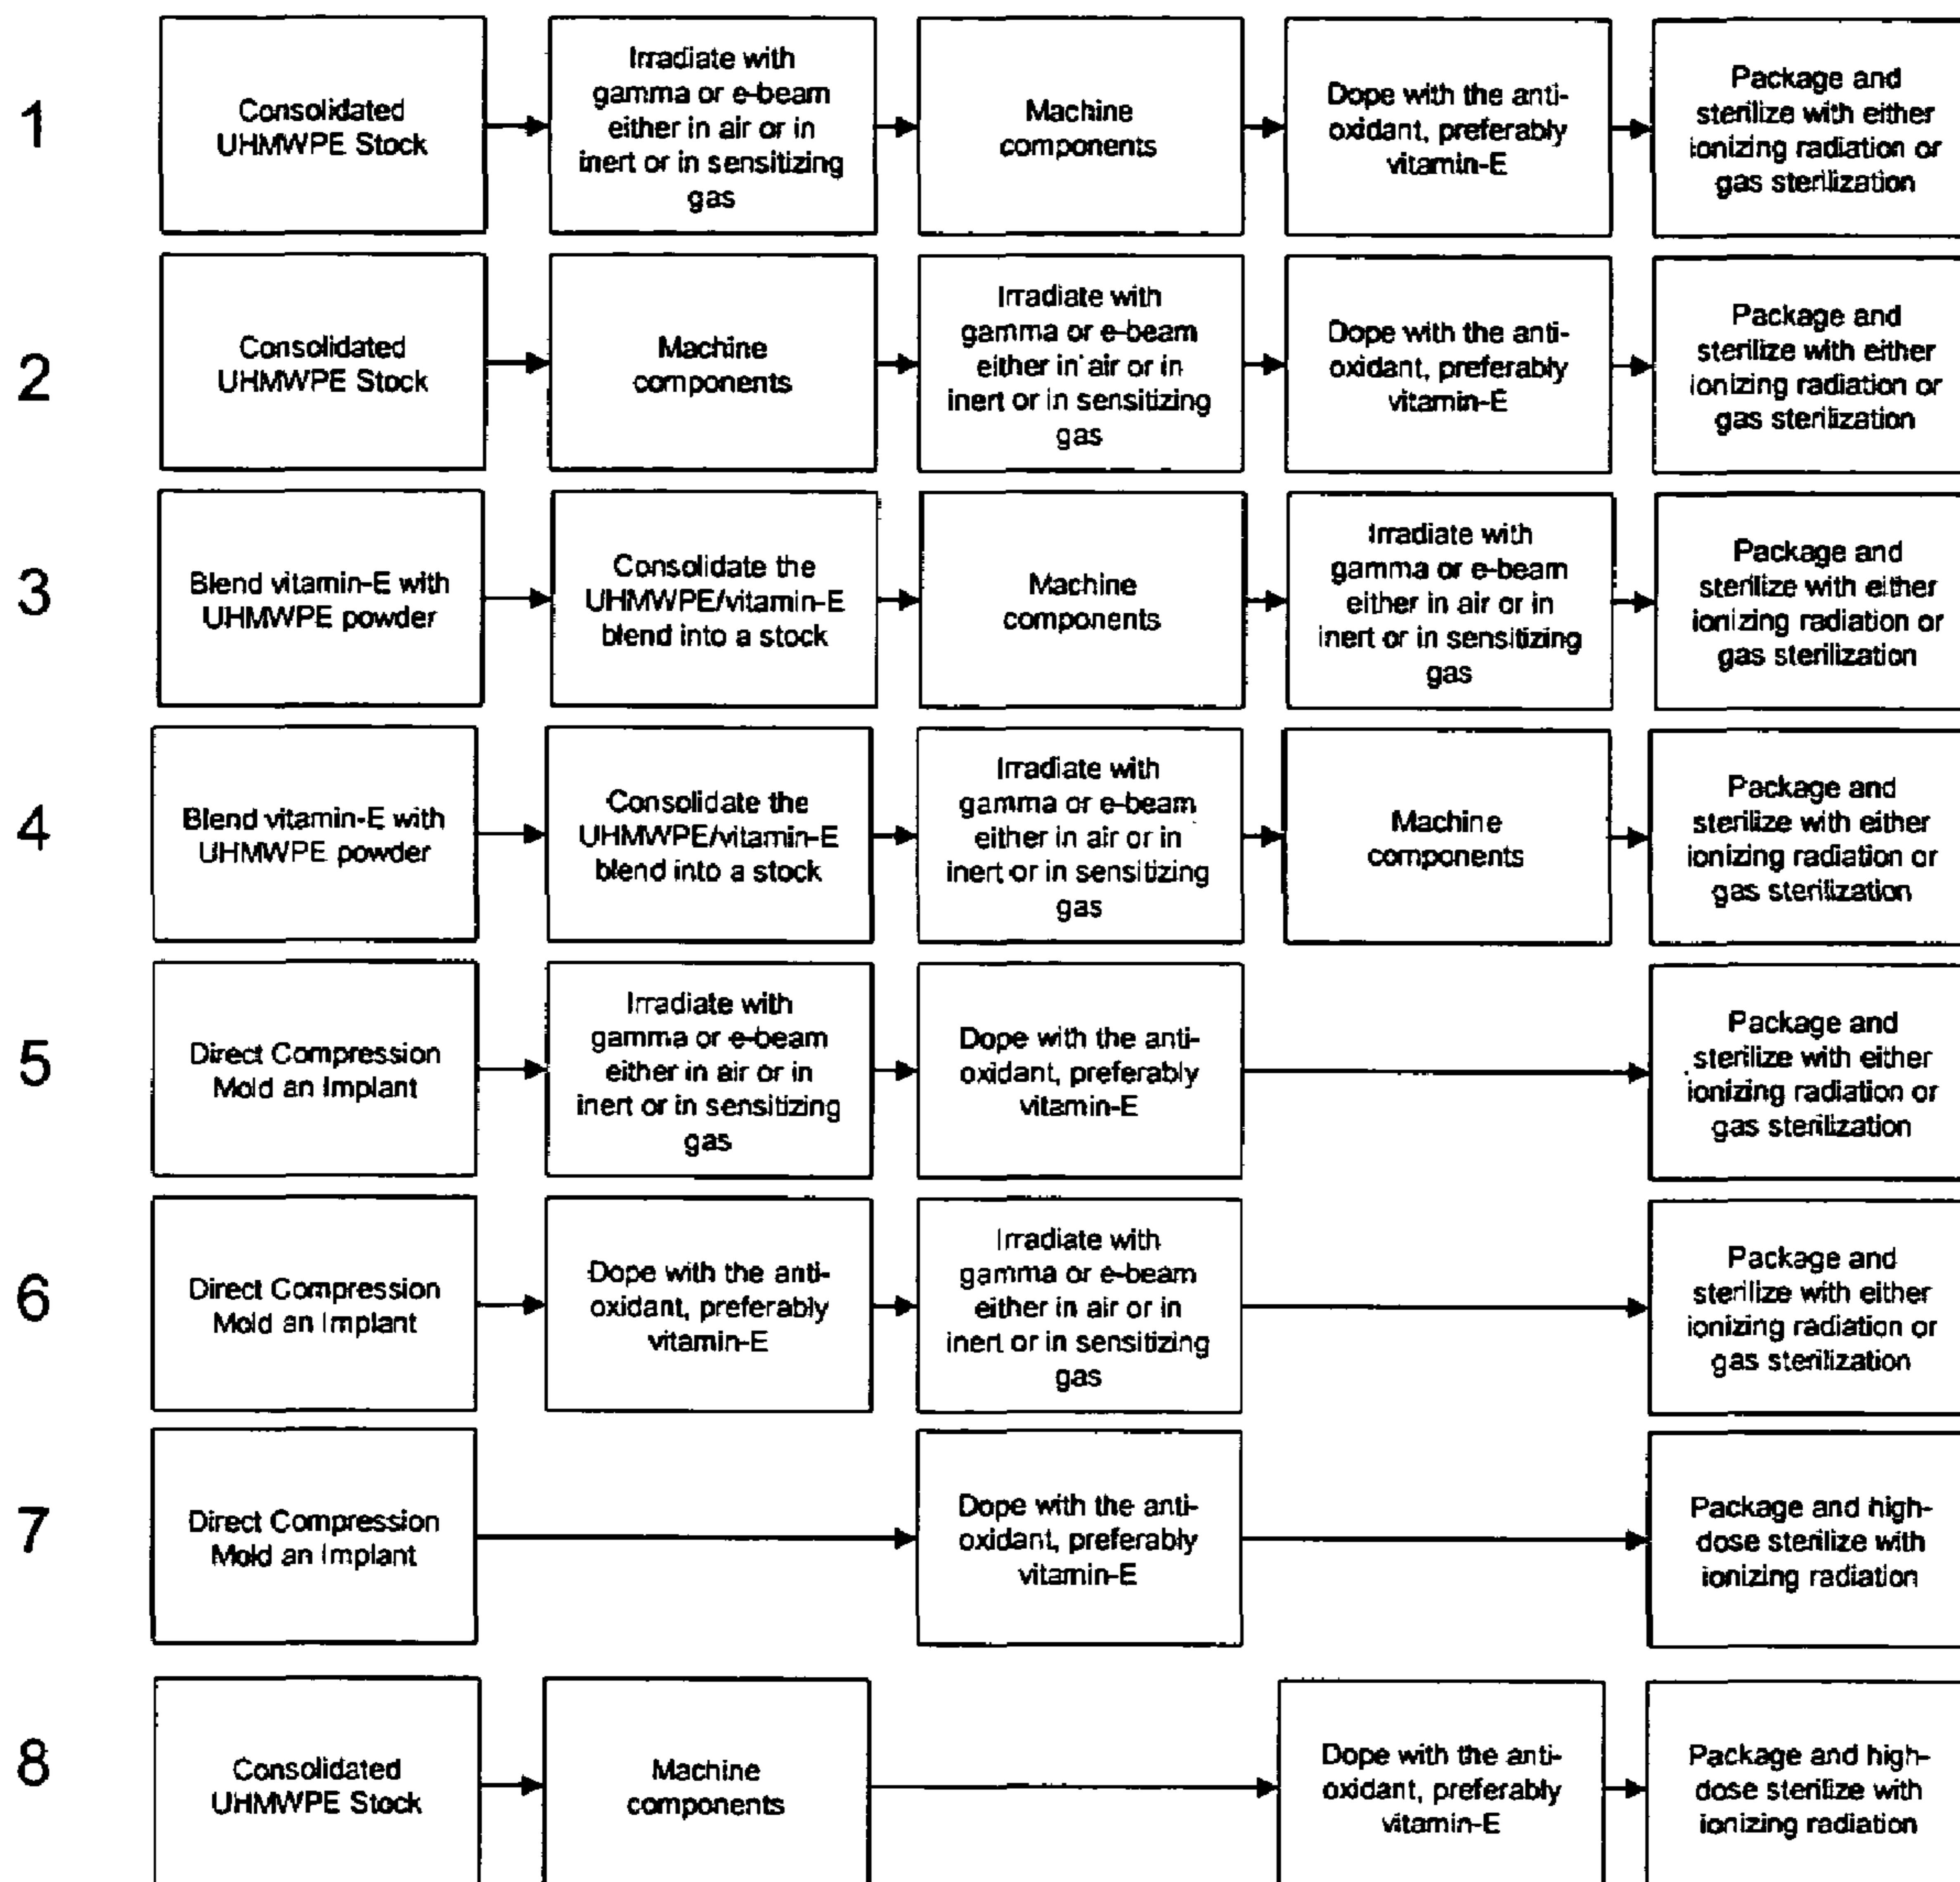 1
Consolidated
UHMWPE Stock
Irradiate with
gamma or e-beam
either in air or in
inert or in sensitizing
gas
Machine
components
Dope with the anti-
oxidant, preferably
vitamin-E
Package and
sterilize with either
ionizing radiation or
gas sterilization
2
Consolidated
UHMWPE Stock
Machine
components
Irradiate with
gamma or e-beam
either in air or in
inert or in sensitizing
gas
Dope with the anti-
oxidant, preferably
vitamin-E
Package and
sterilize with either
ionizing radiation or
gas sterilization
3
Blend vitamin-E with
UHMWPE powder
Consolidate the
UHMWPE/vitamin-E
blend into a stock
Machine
components
Irradiate with
gamma or e-beam
either in air or in
inert or in sensitizing
gas
Package and
sterilize with either
ionizing radiation or
gas sterilization
4
Blend vitamin-E with
UHMWPE powder
Consolidate the
UHMWPE/vitamin-E
blend into a stock
Irradiate with
gamma or e-beam
either in air or in
inert or in sensitizing
gas
Machine
components
Package and
sterilize with either
ionizing radiation or
gas sterilization
5
Direct Compression
Mold an Implant
Irradiate with
gamma or e-beam
either in air or in
inert or in sensitizing
gas
Dope with the anti-
oxidant, preferably
vitamin-E
Package and
sterilize with either
ionizing radiation or
gas sterilization
6
Direct Compression
Mold an Implant
Dope with the anti-
oxidant, preferably
vitamin-E
Irradiate with
gamma or e-beam
either in air or in
inert or in sensitizing
gas
Package and
sterilize with either
ionizing radiation or
gas sterilization
7
Direct Compression
Mold an Implant
Dope with the anti-
oxidant, preferably
vitamin-E
Package and high-
dose sterilize with
ionizing radiation
8
Consolidated
UHMWPE Stock
Machine
components
Dope with the anti-
oxidant, preferably
vitamin-E
Package and high-
dose sterilize with
ionizing radiation